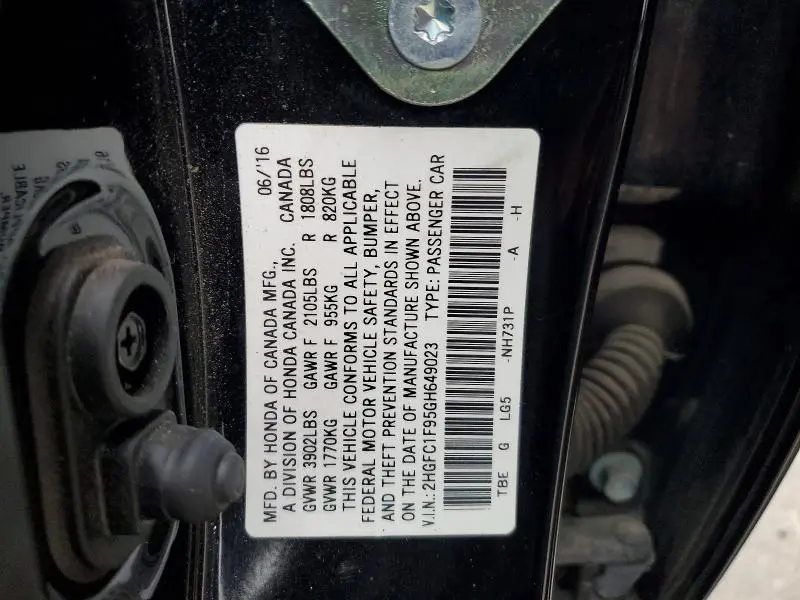 MFD. BY HONDA OF CANADA MFG., 06/'16
A DIVISION OF HONDA CANADA INC. CANADA
GVWR 3902LBS GAWR F 2105LBS R 1808LBS
GVWR 1770KG GAWR F 955KG R 820KG
THIS VEHICLE CONFORMS TO ALL APPLICABLE
FEDERAL MOTOR VEHICLE SAFETY, BUMPER,
AND THEFT PREVENTION STANDARDS IN EFFECT
ON THE DATE OF MANUFACTURE SHOWN ABOVE.
V.I.N.:2HGFC1F95GH649023 TYPE: PASSENGER CAR
TBE G LG5 -NH731P -A -H